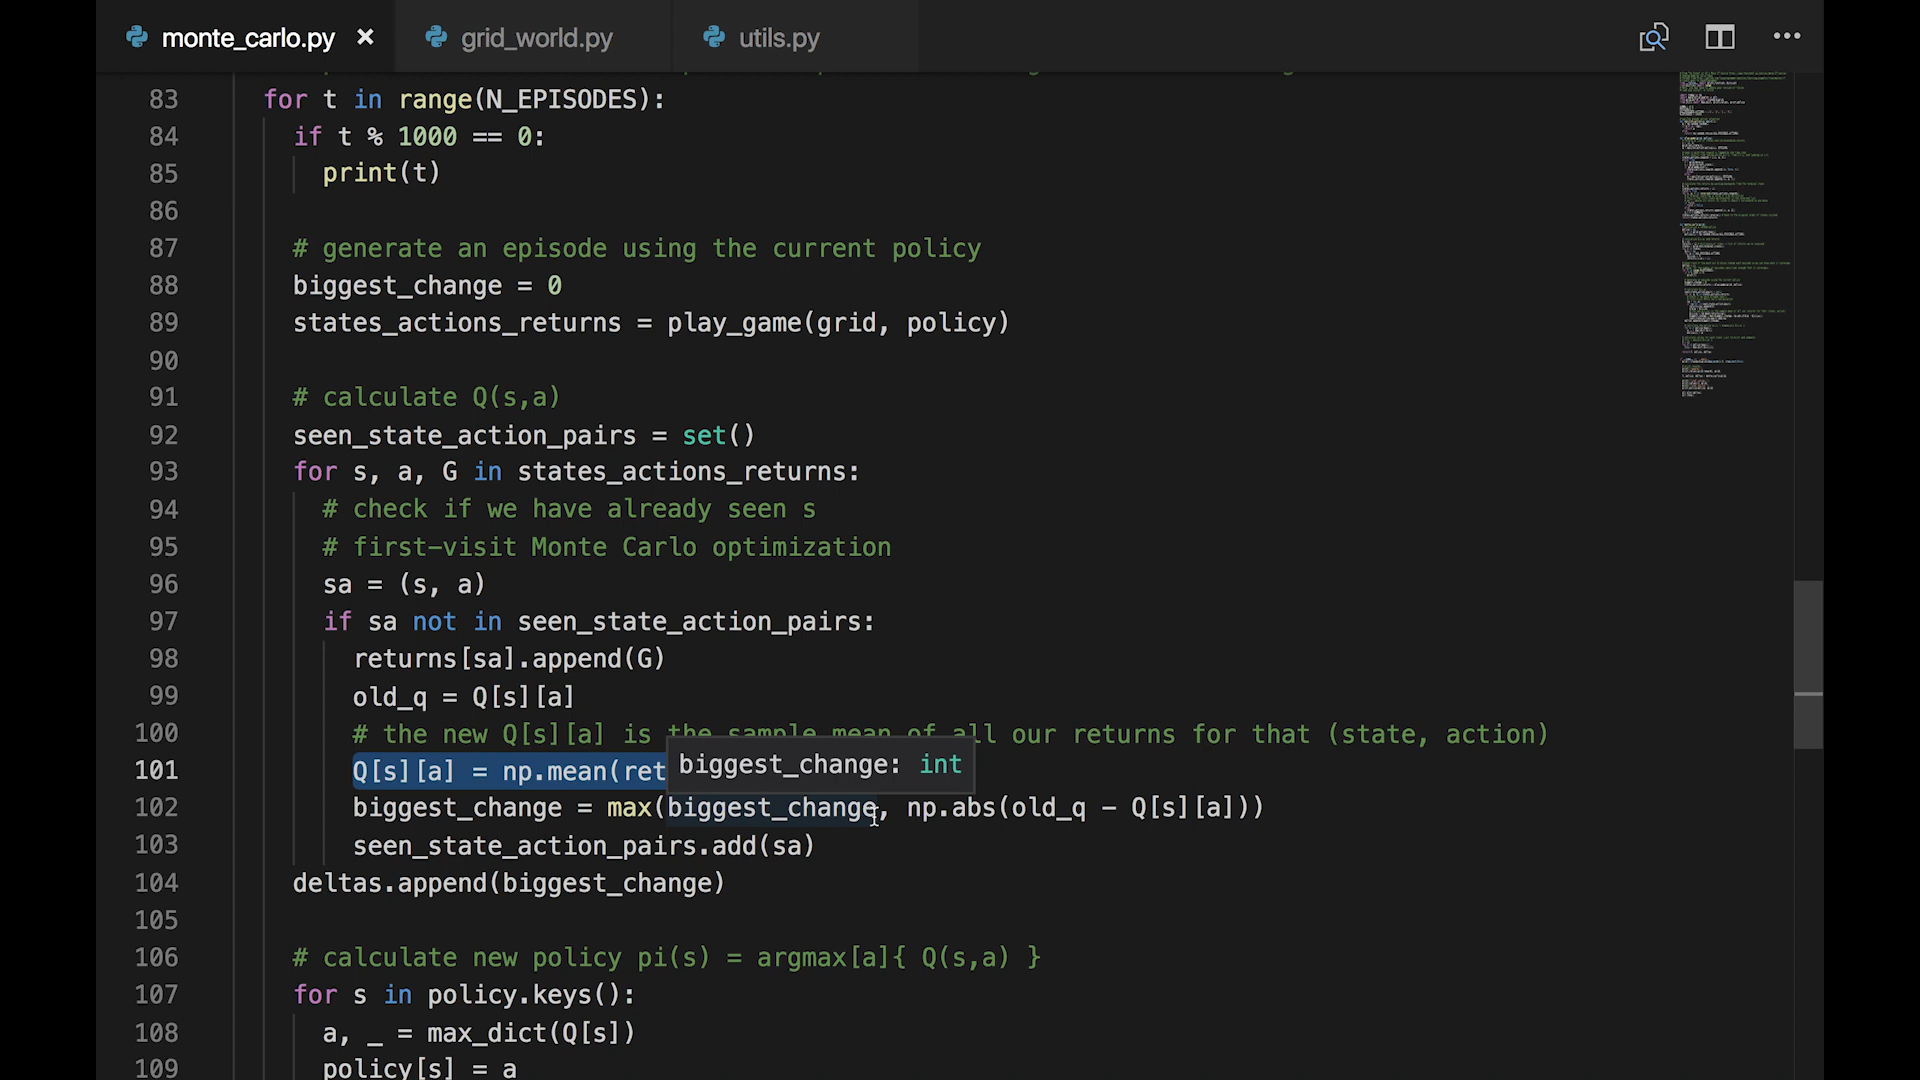 monte_carlo.py × grid_world.py utils.py
83 for t in range(N_EPISODES):
84 if t % 1000 == 0:
85 print(t)
86
87 # generate an episode using the current policy
88 biggest_change = 0
89 states_actions_returns = play_game(grid, policy)
90
91 # calculate Q(s,a)
92 seen_state_action_pairs = set()
93 for s, a, G in states_actions_returns:
94 # check if we have already seen s
95 # first-visit Monte Carlo optimization
96 sa = (s, a)
97 if sa not in seen_state_action_pairs:
98 returns[sa].append(G)
99 old_q = Q[s][a]
100 # the new Q[s][a] is the sample mean of all our returns for that (state, action)
101 Q[s][a] = np.mean(ret
biggest_change: int
102 biggest_change = max(biggest_change, np.abs(old_q - Q[s][a]))
103 seen_state_action_pairs.add(sa)
104 deltas.append(biggest_change)
105
106 # calculate new policy pi(s) = argmax[a]{ Q(s,a) }
107 for s in policy.keys():
108 a, _ = max_dict(Q[s])
109 policy[s] = a